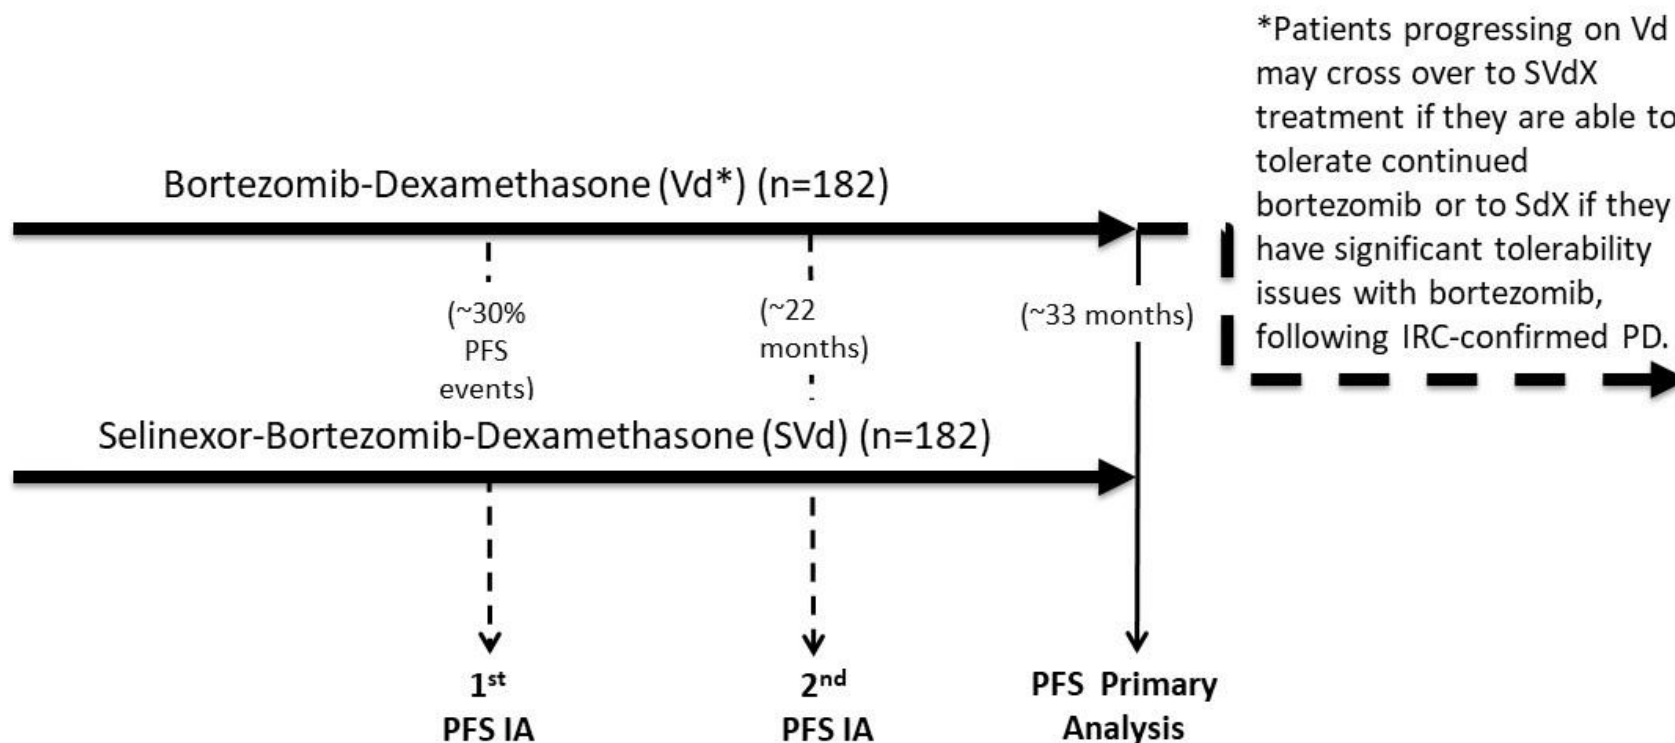 *Patients progressing on Vd
may cross over to SVdX
treatment if they are able to
tolerate continued
bortezomib or to SdX if they
have significant tolerability
issues with bortezomib,
following IRC-confirmed PD.
Bortezomib-Dexamethasone (Vd*) (n=182)
(~30%
PFS
events)
(~22
months)
(~33 months)
Selinexor-Bortezomib-Dexamethasone (SVd) (n=182)
1st
PFS IA
2nd
PFS IA
PFS Primary
Analysis